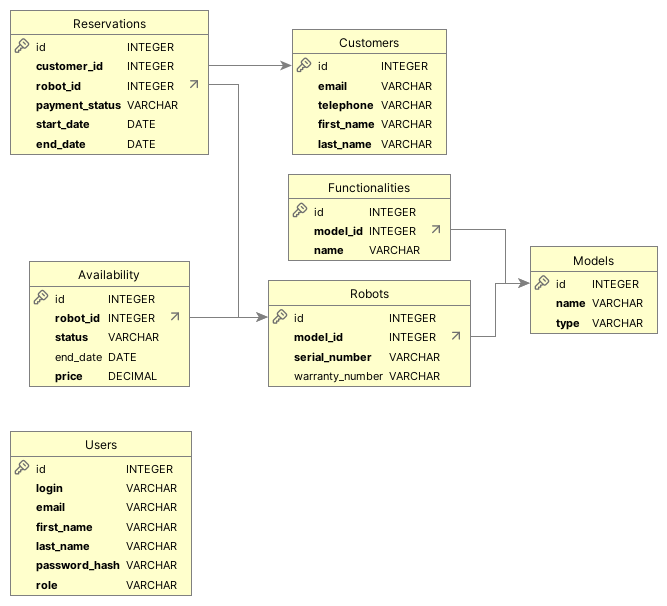 Reservations
id INTEGER
customer_id INTEGER
robot_id INTEGER
payment_status VARCHAR
start_date DATE
end_date DATE
Customers
id INTEGER
email VARCHAR
telephone VARCHAR
first_name VARCHAR
last_name VARCHAR
Functionalities
id INTEGER
model_id INTEGER
name VARCHAR
Models
id INTEGER
name VARCHAR
type VARCHAR
Availability
id INTEGER
robot_id INTEGER
status VARCHAR
end_date DATE
price DECIMAL
Robots
id INTEGER
model_id INTEGER
serial_number VARCHAR
warranty_number VARCHAR
Users
id INTEGER
login VARCHAR
email VARCHAR
first_name VARCHAR
last_name VARCHAR
password_hash VARCHAR
role VARCHAR